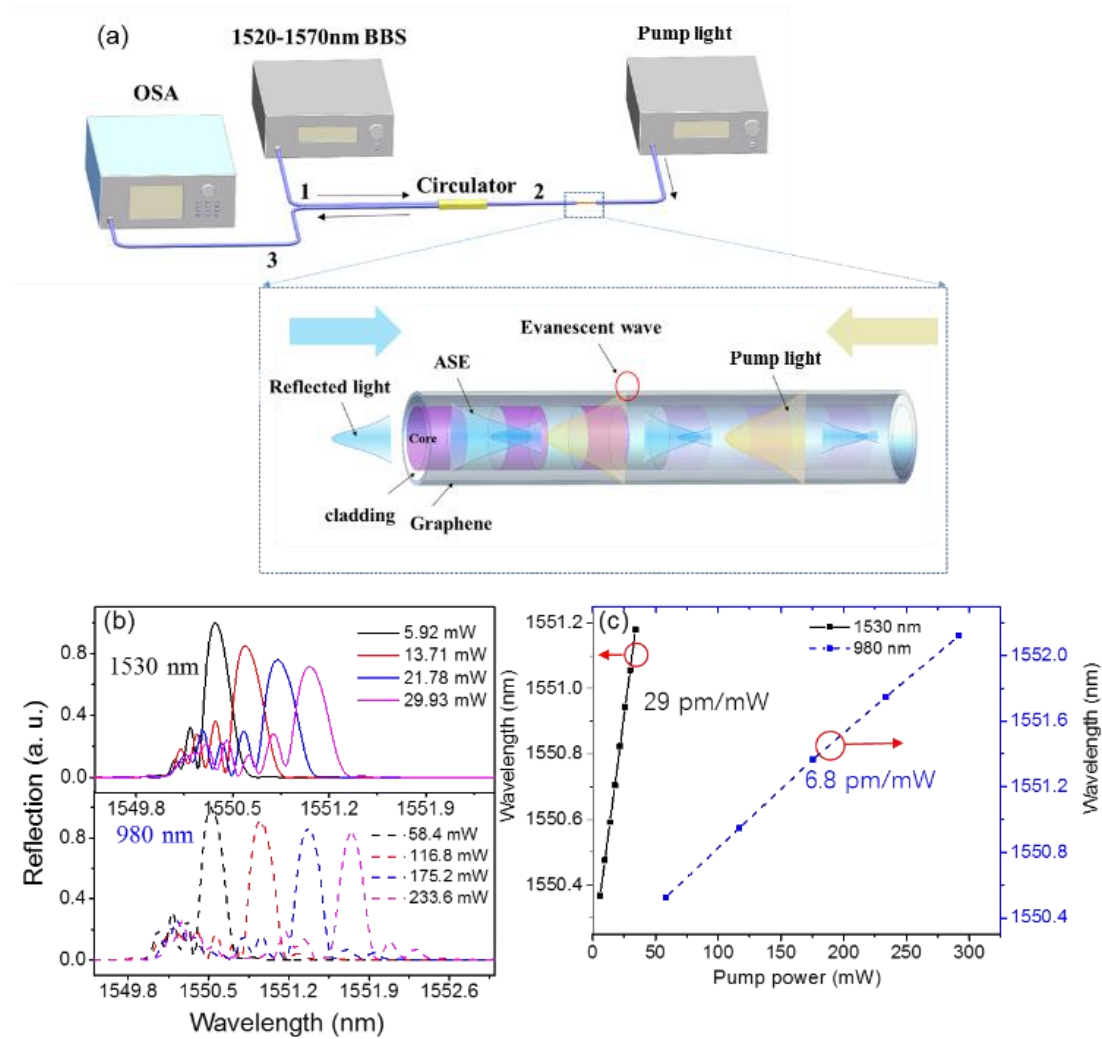 (a)
1520-1570nm BBS
Pump light
OSA
1
Circulator
2
3
Evanescent wave
ASE
Pump light
Reflected light
Core
cladding
Graphene
(b)
1530 nm
5.92 mW
13.71 mW
21.78 mW
29.93 mW
0.8
0.4
0.0
1549.8 1550.5 1551.2 1551.9
980 nm
58.4 mW
116.8 mW
175.2 mW
233.6 mW
0.8
0.4
0.0
1549.8 1550.5 1551.2 1551.9 1552.6
Reflection (a. u.)
Wavelength (nm)
(c)
1530 nm
980 nm
29 pm/mW
6.8 pm/mW
1551.2
1551.0
1550.8
1550.6
1550.4
Wavelength (nm)
1552.0
1551.6
1551.2
1550.8
1550.4
Wavelength (nm)
0 50 100 150 200 250 300
Pump power (mW)